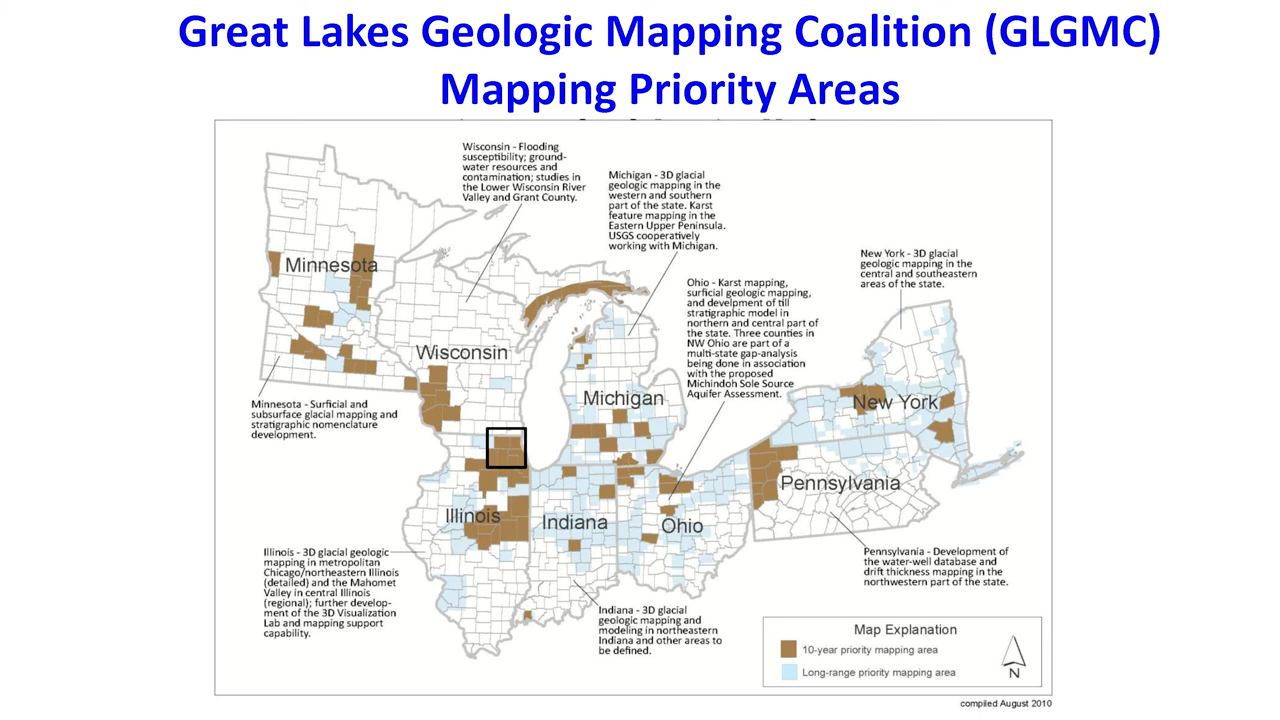 Great Lakes Geologic Mapping Coalition (GLGMC)
Mapping Priority Areas
Wisconsin - Flooding
susceptibility; ground-
water resources and
contamination; studies in
the Lower Wisconsin River
Valley and Grant County.
Michigan - 3D glacial
geologic mapping in the
western and southern
part of the state. Karst
feature mapping in the
Eastern Upper Peninsula.
USGS cooperatively
working with Michigan.
New York - 3D glacial
geologic mapping in the
central and southeastern
areas of the state.
Ohio - Karst mapping,
surficial geologic mapping,
and develpment of till
stratigraphic model in
northern and central part of
the state. Three counties in
NW Ohio are part of a
multi-state gap-analysis
being done in association
with the proposed
Michindoh Sole Source
Aquifer Assessment.
Minnesota
Wisconsin
Michigan
New York
Minnesota - Surficial and
subsurface glacial mapping and
stratigraphic nomenclature
development.
Pennsylvania
Illinois
Indiana
Ohio
Illinois - 3D glacial geologic
mapping in metropolitan
Chicago/northeastern Illinois
(detailed) and the Mahomet
Valley in central Illinois
(regional); further develop-
ment of the 3D Visualization
Lab and mapping support
capability.
Pennsylvania - Development of
the water-well database and
drift thickness mapping in the
northwestern part of the state.
Indiana - 3D glacial
geologic mapping and
modeling in northeastern
Indiana and other areas to
be defined.
Map Explanation
10-year priority mapping area
Long-range priority mapping area
N
compiled August 2010